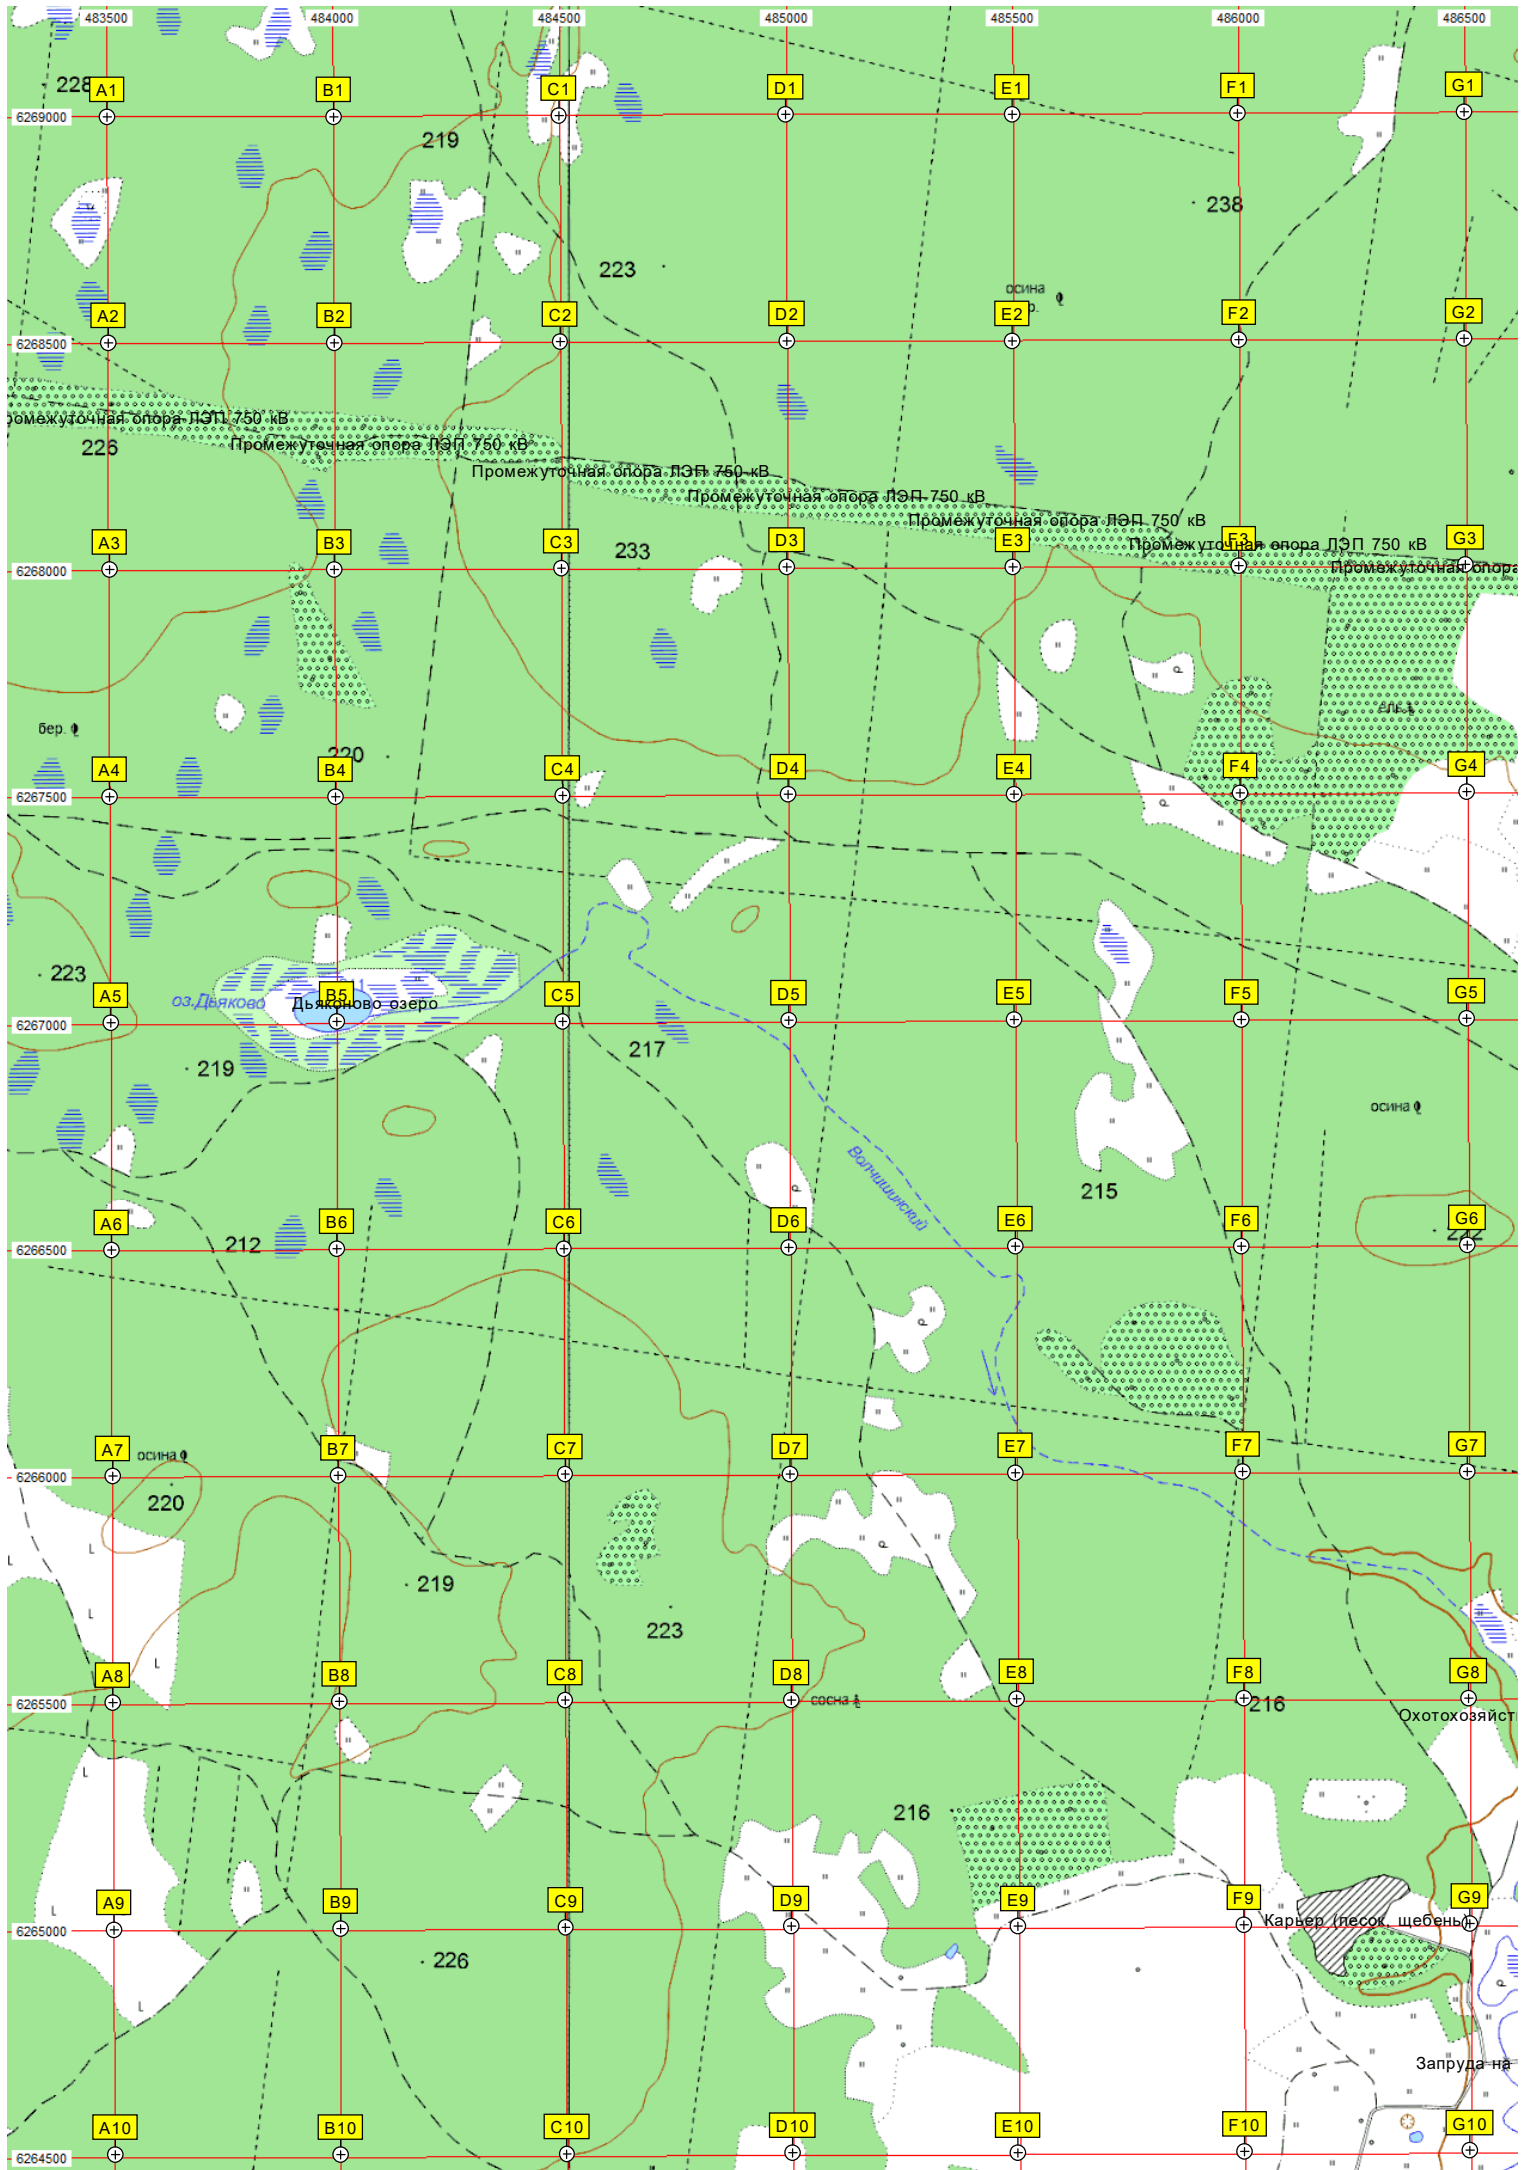 483500 484000 484500 485000 485500 486000 486500
228
A1 B1 C1 D1 E1 F1 G1
6269000
219
238
223
осина
р.
A2 B2 C2 D2 E2 F2 G2
6268500
ромежуточная опора ЛЭП 750 кВ
226
Промежуточная опора ЛЭП 750 кВ
Промежуточная опора ЛЭП 750 кВ
Промежуточная опора ЛЭП 750 кВ
Промежуточная опора ЛЭП 750 кВ
Промежуточная опора ЛЭП 750 кВ
Промежуточная опора
A3 B3 C3 D3 E3 F3 G3
233
6268000
ель
бер.
220
A4 B4 C4 D4 E4 F4 G4
6267500
223
оз.Дьяково
Дьяконово озеро
A5 B5 C5 D5 E5 F5 G5
6267000
217
219
осина
Волчишинский
215
A6 B6 C6 D6 E6 F6 G6
212
222
6266500
A7 B7 C7 D7 E7 F7 G7
осина
6266000
220
219
223
A8 B8 C8 D8 E8 F8 G8
6265500
сосна
216
Охотохозяйст
216
A9 B9 C9 D9 E9 F9 G9
6265000
Карьер (песок, щебень)
226
Запруда на
A10 B10 C10 D10 E10 F10 G10
6264500